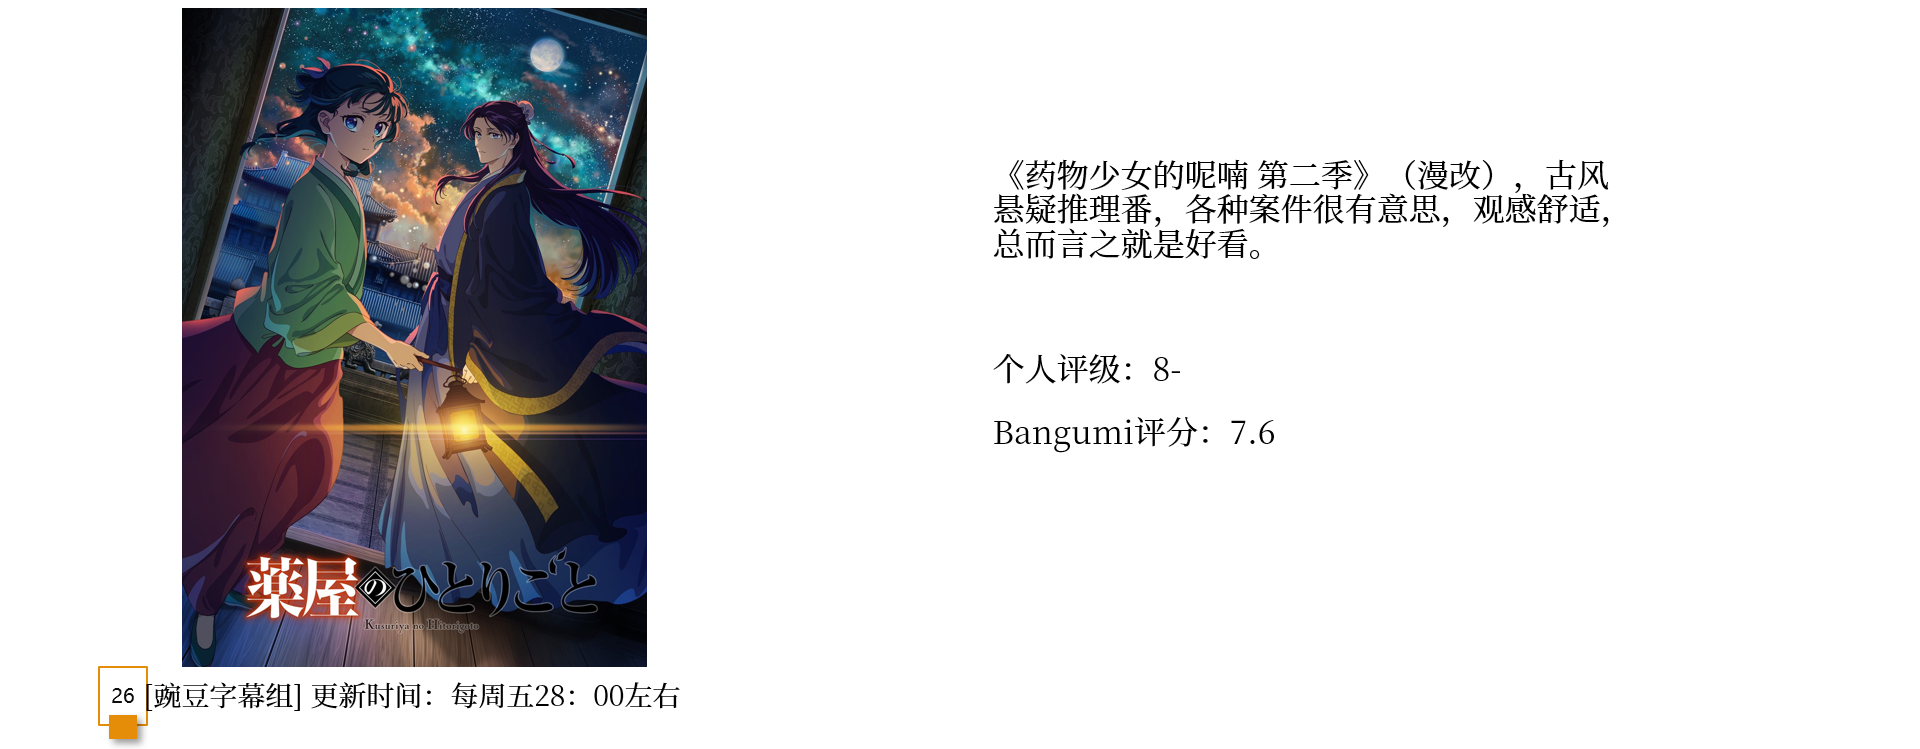 薬屋のひとりごと
Kusuriya no Hitorigoto
26
[豌豆字幕组] 更新时间：每周五28：00左右
《药物少女的呢喃 第二季》（漫改），古风
悬疑推理番，各种案件很有意思，观感舒适，
总而言之就是好看。
个人评级：8-
Bangumi评分：7.6